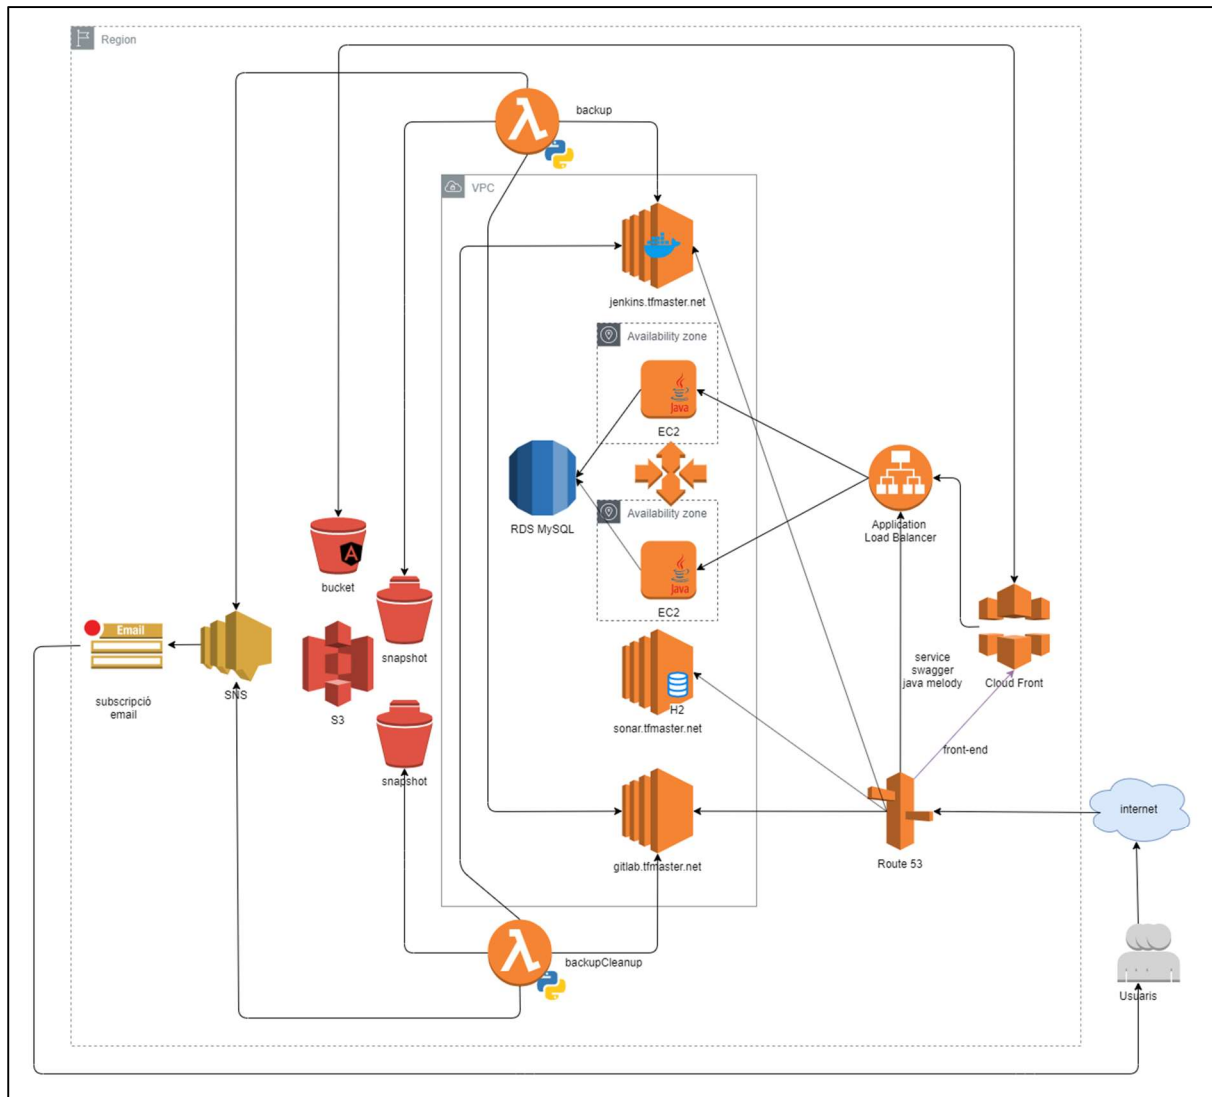 Region
backup
VPC
jenkins.tfmaster.net
Availability zone
Java
EC2
RDS MySQL
Availability zone
Java
EC2
Application
Load Balancer
bucket
A
snapshot
Email
subscripció
email
SNS
S3
snapshot
H2
sonar.tfmaster.net
service
swagger
java melody
Cloud Front
front-end
gitlab.tfmaster.net
Route 53
internet
backupCleanup
Usuaris